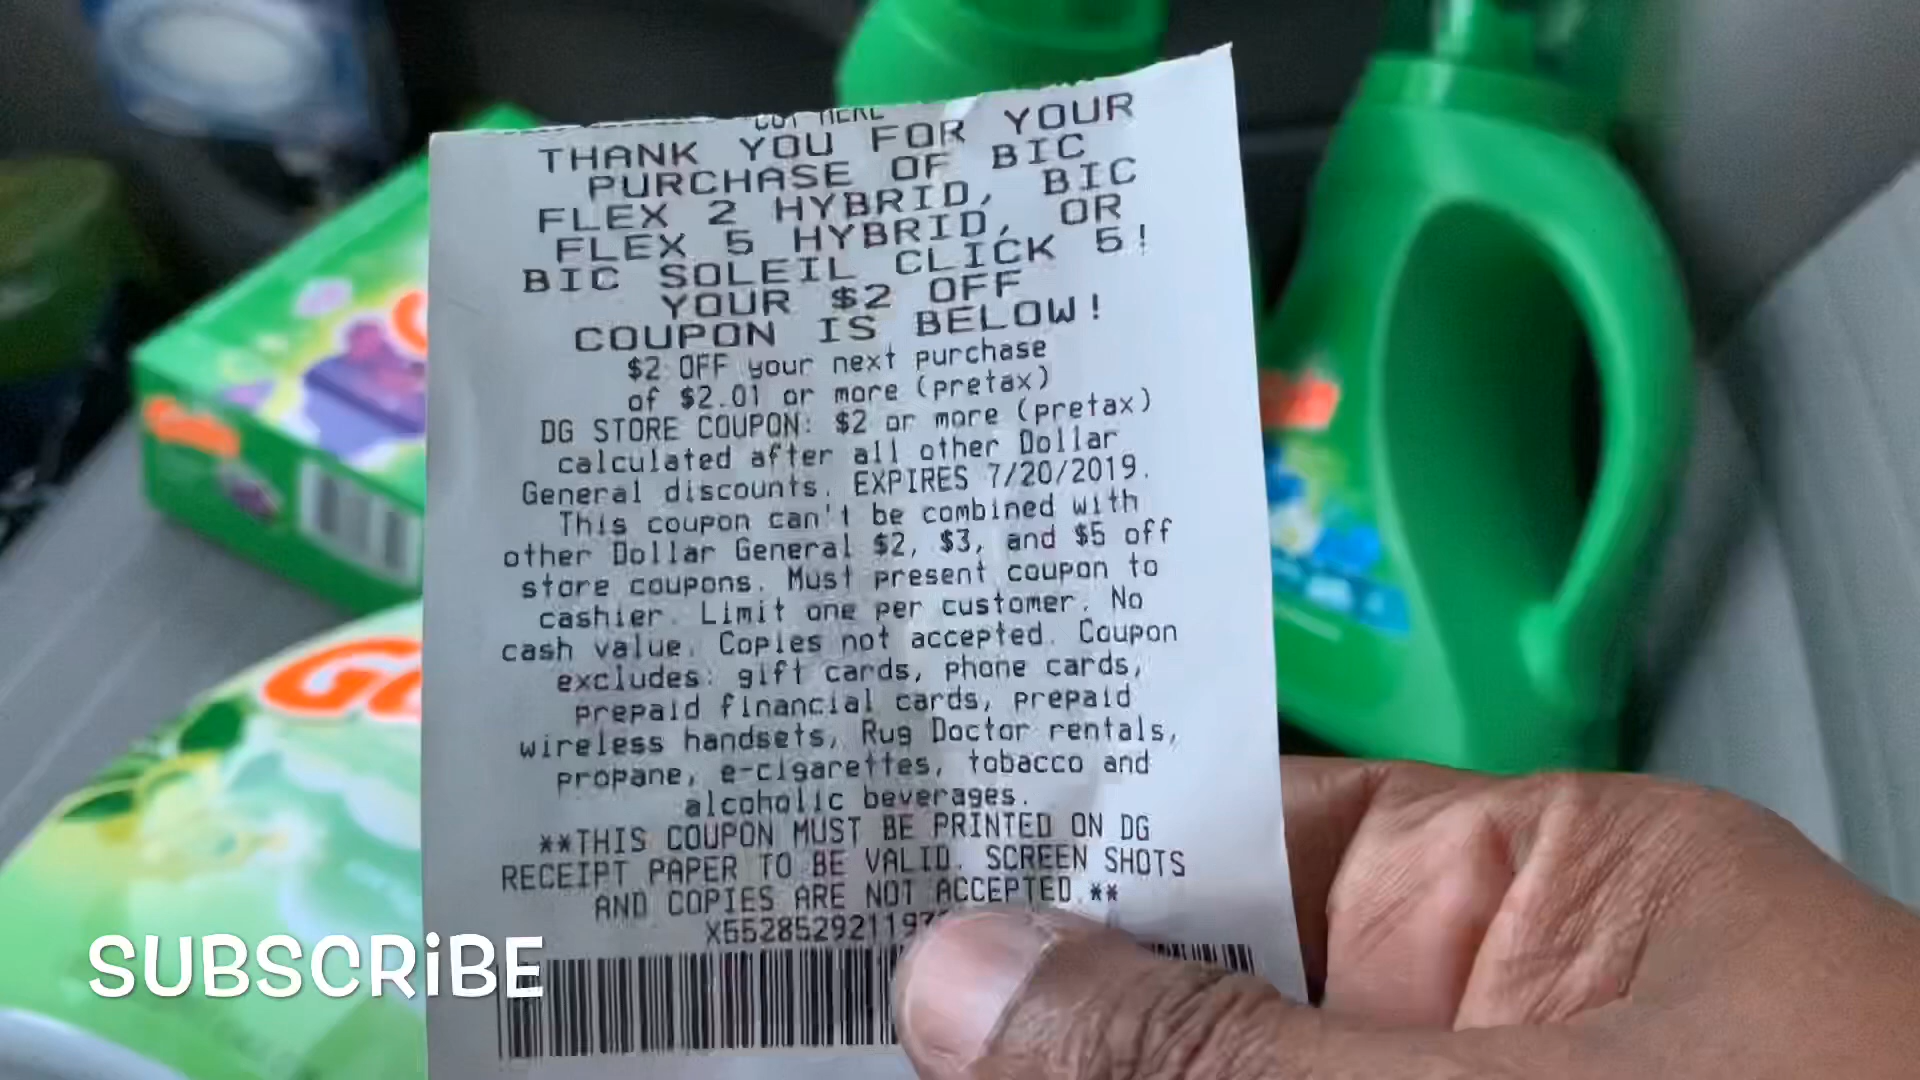 CUT HERE
THANK YOU FOR YOUR
PURCHASE OF BIC
FLEX 2 HYBRID, BIC
FLEX 5 HYBRID, OR
BIC SOLEIL CLICK 5!
YOUR $2 OFF
COUPON IS BELOW!
$2 OFF your next purchase
of $2.01 or more (pretax)
DG STORE COUPON: $2 or more (pretax)
calculated after all other Dollar
General discounts. EXPIRES 7/20/2019.
This coupon can't be combined with
other Dollar General $2, $3, and $5 off
store coupons. Must present coupon to
cashier. Limit one per customer. No
cash value. Copies not accepted. Coupon
excludes: gift cards, phone cards,
prepaid financial cards, prepaid
wireless handsets, Rug Doctor rentals,
propane, e-cigarettes, tobacco and
alcoholic beverages.
**THIS COUPON MUST BE PRINTED ON DG
RECEIPT PAPER TO BE VALID. SCREEN SHOTS
AND COPIES ARE NOT ACCEPTED.**
SUBSCRiBE